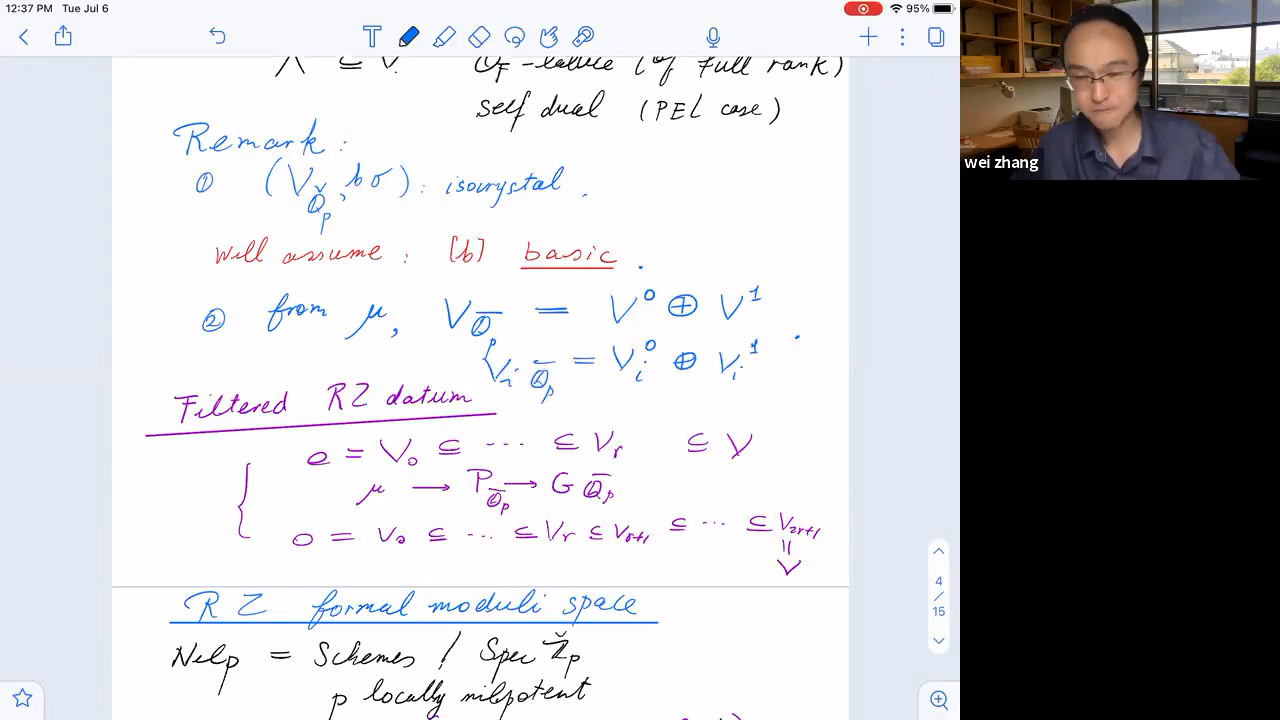 12:37 PM Tue Jul 6
95%
Λ ⊆ V. O_F-lattice (of full rank)
self dual (PEL case)
Remark:
① (V_{Q̆_p}, bσ): isocrystal.
Will assume: [b] basic.
② from μ, V_{Q̄_p} = V^0 ⊕ V^1
V_{i Q̄_p} = V_i^0 ⊕ V_i^1.
Filtered RZ datum
0 = V_0 ⊆ ... ⊆ V_r ⊆ V
μ → P_{Q̄_p} → G_{Q̄_p}
0 = V_0 ⊆ ... ⊆ V_r ⊆ V_{r+1} ⊆ ... ⊆ V_{2r+1}
=
V
RZ formal moduli space
Nilp = Schemes / Spec Z̆_p
p locally nilpotent
wei zhang
4
/
15